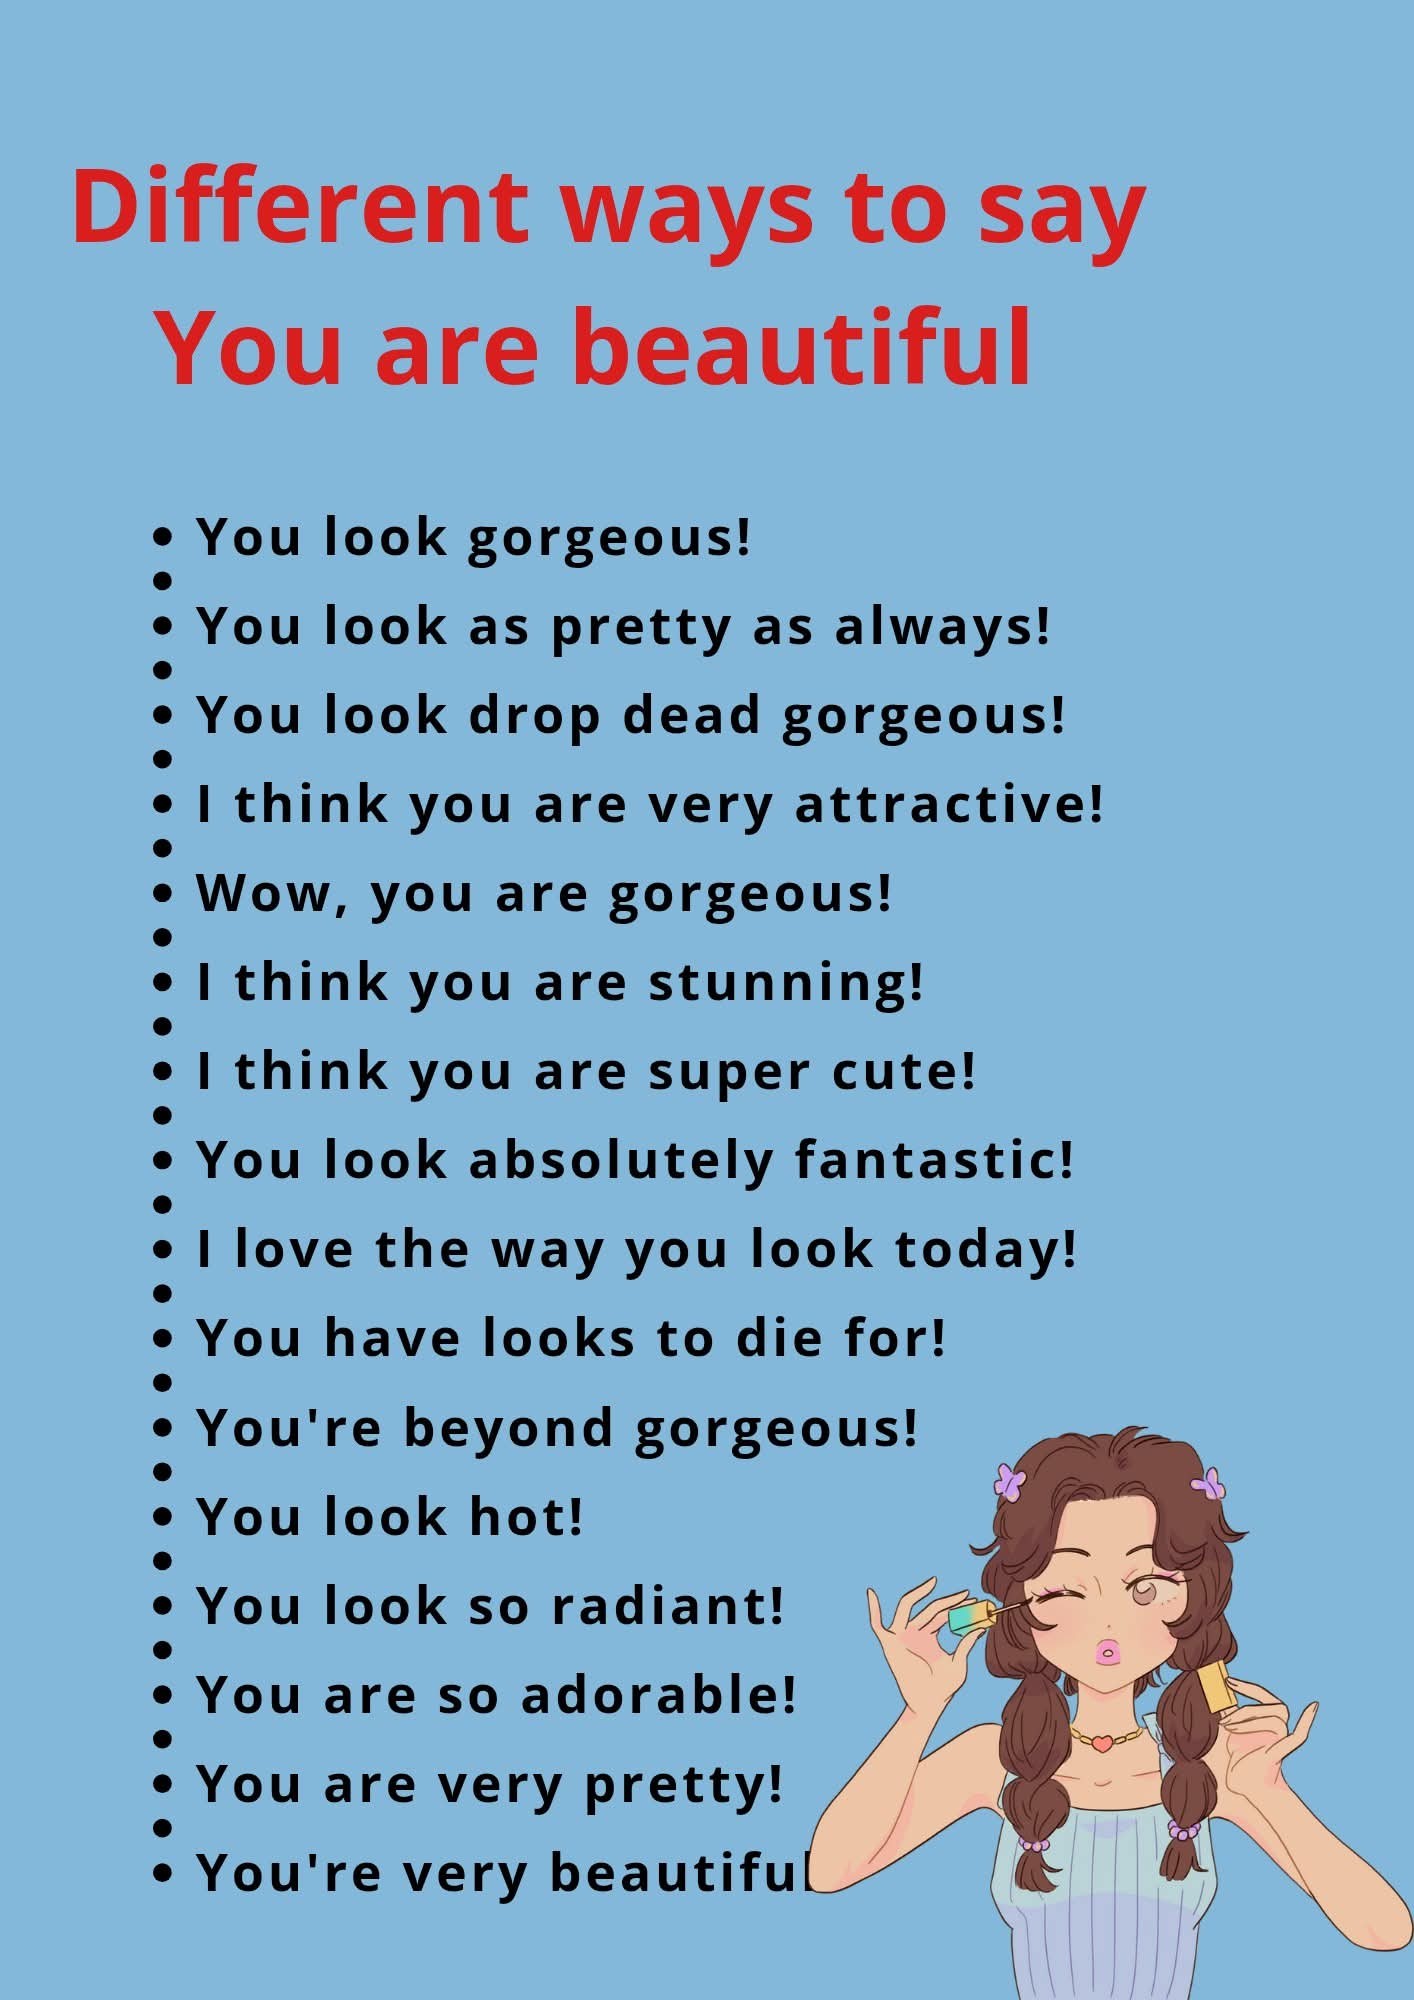 Different ways to say
You are beautiful
• You look gorgeous!
•
• You look as pretty as always!
•
• You look drop dead gorgeous!
•
• I think you are very attractive!
•
• Wow, you are gorgeous!
•
• I think you are stunning!
•
• I think you are super cute!
•
• You look absolutely fantastic!
•
• I love the way you look today!
•
• You have looks to die for!
•
• You're beyond gorgeous!
•
• You look hot!
•
• You look so radiant!
•
• You are so adorable!
•
• You are very pretty!
•
• You're very beautiful